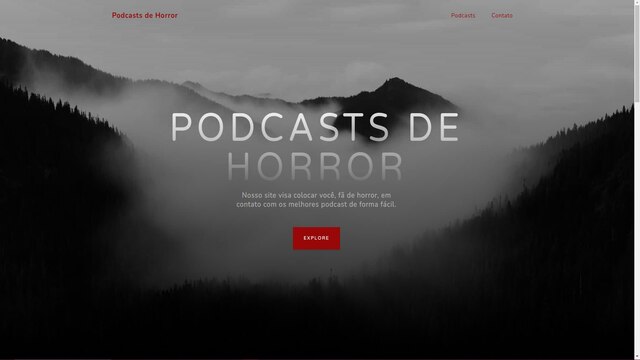 Podcasts de Horror
Podcasts Contato
PODCASTS DE
HORROR
Nosso site visa colocar você, fã de horror, em
contato com os melhores podcast de forma fácil.
EXPLORE